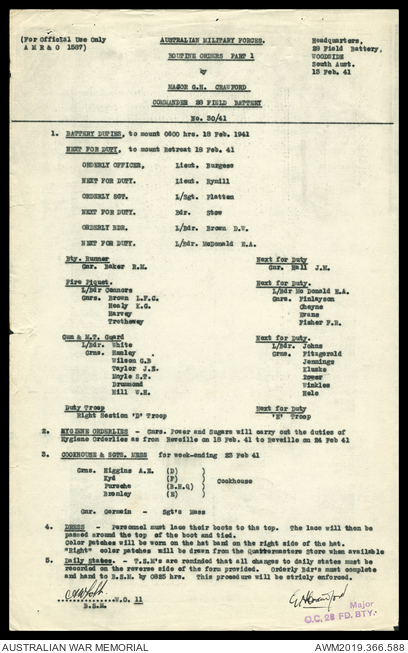 (For Official Use Only
A M R & O 1587)
AUSTRALIAN MILITARY FORCES.
ROUTINE ORDERS PART 1
by
MAJOR G.H. CRAWFORD
COMMANDER 28 FIELD BATTERY
Headquarters,
28 Field Battery,
WOODSIDE
South Aust.
13 Feb. 41
No. 30/41
1. BATTERY DUTIES, to mount 0600 hrs. 18 Feb. 1941
NEXT FOR DUTY, to mount Retreat 18 Feb. 41
ORDERLY OFFICER, Lieut. Burgess
NEXT FOR DUTY. Lieut. Rymill
ORDERLY SGT. L/Sgt. Flatten
NEXT FOR DUTY. Bdr. Stow
ORDERLY BDR. L/Bdr. Brown D.W.
NEXT FOR DUTY. L/Bdr. McDonald E.A.
Bty. Runner
Gnr. Baker R.M.
Next for Duty
Gnr. Hall J.M.
Fire Piquet.
L/Bdr Connors
Gnrs. Brown L.F.C.
Healy K.G.
Harvey
Trotheway
Next for Duty.
L/Bdr Mc Donald E.A.
Gnrs. Finlayson
Cheyne
Evans
Fisher F.R.
Gun & M.T. Guard
L/Bdr. White
Gnrs. Hanley
Wilson G.B
Taylor J.E.
Doyle S.T.
Drummond
Mill W.H.
Next for Duty.
L/Bdr. Johns
Gnrs. Fitzgerald
Jennings
Kluske
Winkles
Duty Troop
Right Section 'D' Troop
Next for Duty
'E' Troop
2. HYGIENE ORDERLIES - Gnrs. Power and Sugars will carry out the duties of
Hygiene Orderlies as from Reveille on 18 Feb. 41 to Reveille on 24 Feb 41
3. COOKHOUSE & SGTS. MESS for week-ending 23 Feb 41
Gnrs. Higgins A.E. (D) )
Kyd (F) )
(B.H.Q) ) Cookhouse
Bromley (E) )
Gnr. Germein - Sgt's Mess
4. DRESS - Personnel must lace their boots to the top. The lace will then be
passed around the top of the boot and tied.
Color patches will be worn on the hat band on the right side of the hat.
"Right" color patches will be drawn from the Quartermasters Store when available
5. Daily States. - T.S.M's are reminded that all changes to daily states must be
recorded on the reverse side of the form provided. Orderly Bdr's must complete
and hand to B.S.M. by 0825 hrs. This procedure will be strictly enforced.
W.O. 11
B.S.M.
G H Crawford
Major
O.C. 28 FD. BTY.
AUSTRALIAN WAR MEMORIAL
AWM2019.366.588